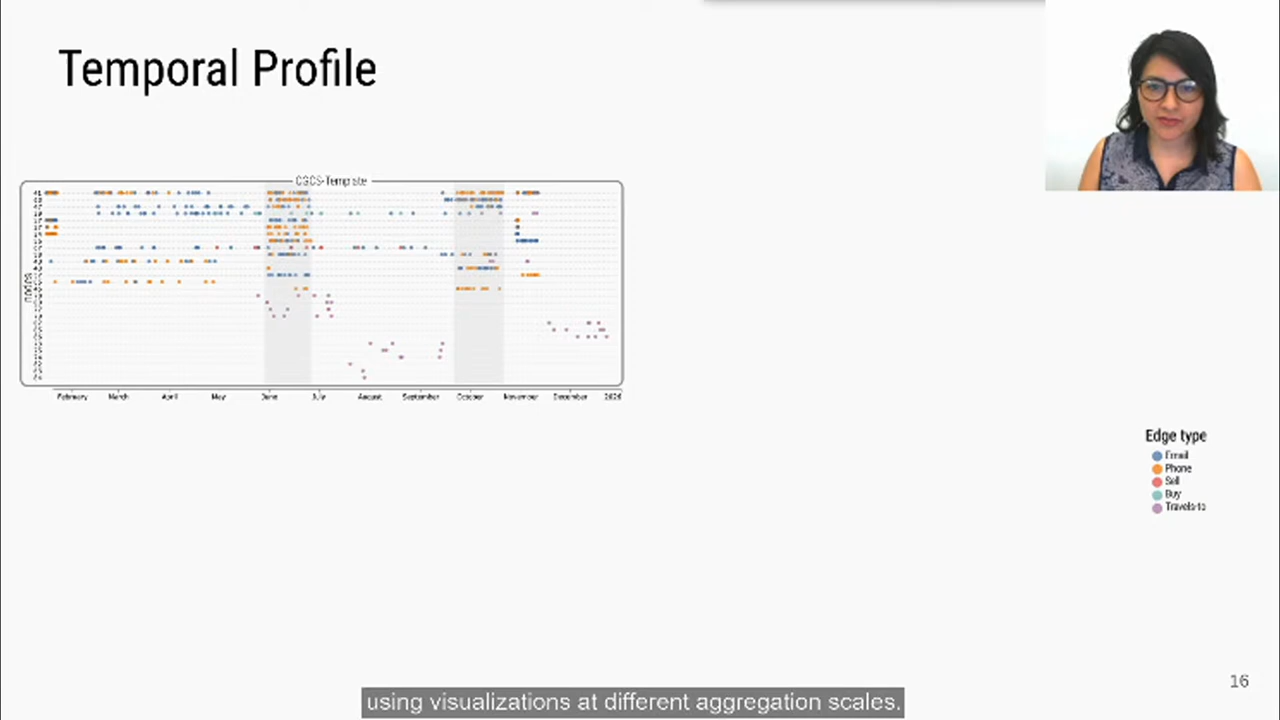 Temporal Profile
CGCS-Template
nodes
February March April May June July August September October November December 2026
Edge type
Email
Phone
Sell
Buy
Travels-to
16
using visualizations at different aggregation scales.